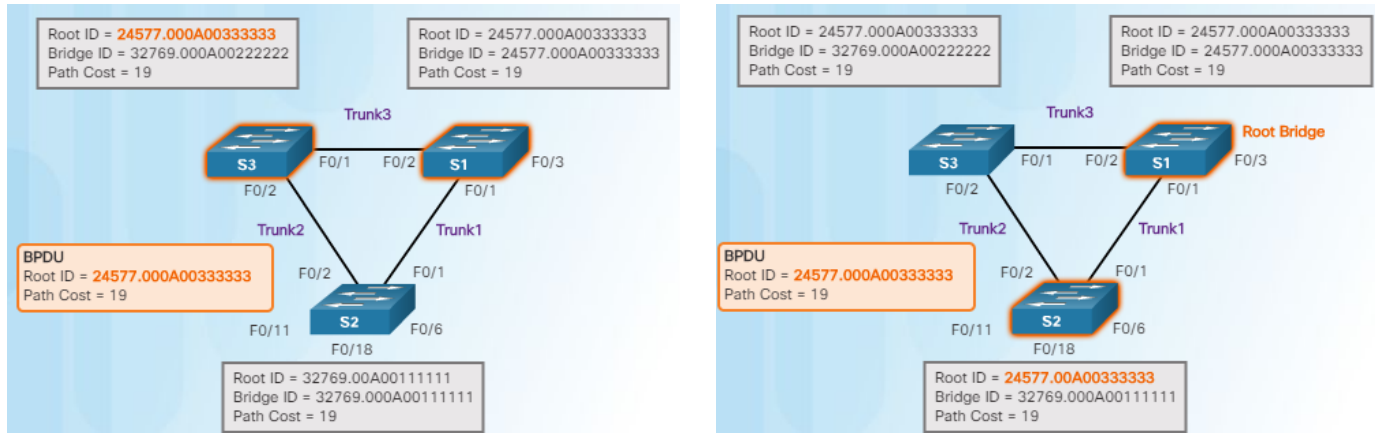 Root ID = 24577.000A00333333
Bridge ID = 32769.000A00222222
Path Cost = 19
Root ID = 24577.000A00333333
Bridge ID = 24577.000A00333333
Path Cost = 19
Trunk3
S3
F0/1
F0/2
S1
F0/3
F0/2
F0/1
Trunk2
Trunk1
BPDU
Root ID = 24577.000A00333333
Path Cost = 19
F0/2
F0/1
S2
F0/11
F0/6
F0/18
Root ID = 32769.00A00111111
Bridge ID = 32769.000A00111111
Path Cost = 19
Root ID = 24577.000A00333333
Bridge ID = 32769.000A00222222
Path Cost = 19
Root ID = 24577.000A00333333
Bridge ID = 24577.000A00333333
Path Cost = 19
Trunk3
Root Bridge
S3
F0/1
F0/2
S1
F0/3
F0/2
F0/1
Trunk2
Trunk1
BPDU
Root ID = 24577.000A00333333
Path Cost = 19
F0/2
F0/1
S2
F0/11
F0/6
F0/18
Root ID = 24577.00A00333333
Bridge ID = 32769.000A00111111
Path Cost = 19